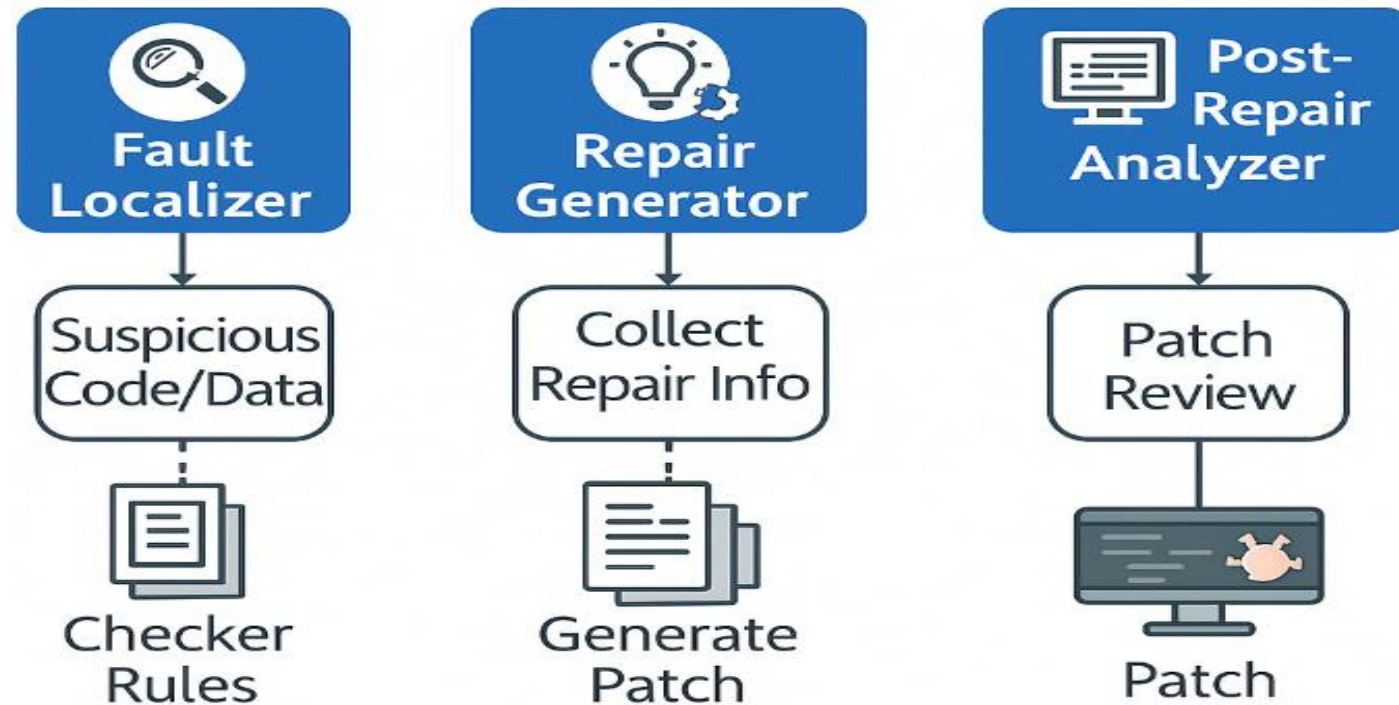 Fault
Localizer
Suspicious
Code/Data
Checker
Rules
Repair
Generator
Collect
Repair Info
Generate
Patch
Post-
Repair
Analyzer
Patch
Review
Patch